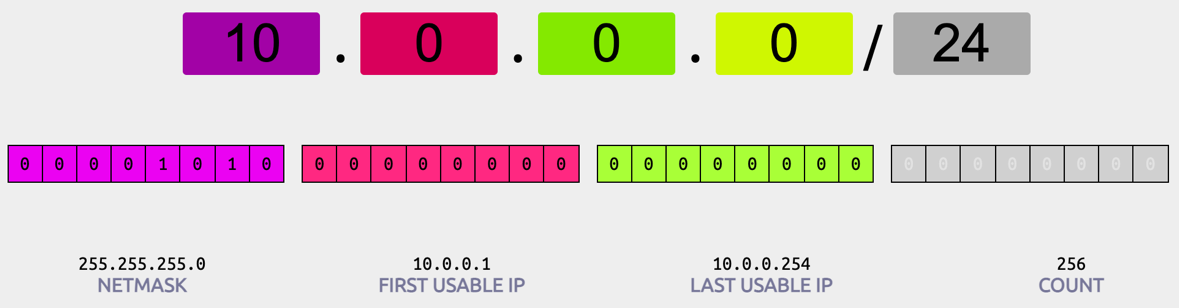 10 . 0 . 0 . 0 / 24
0 0 0 0 1 0 1 0 0 0 0 0 0 0 0 0 0 0 0 0 0 0 0 0 0 0 0 0 0 0 0 0
255.255.255.0 10.0.0.1 10.0.0.254 256
NETMASK FIRST USABLE IP LAST USABLE IP COUNT